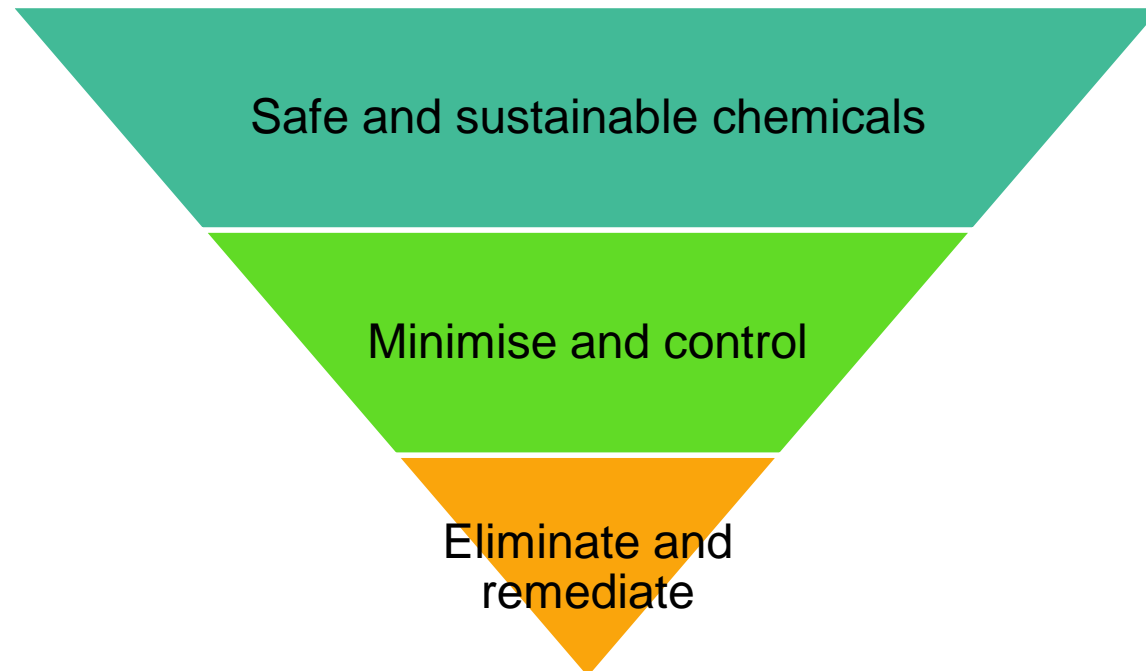 Safe and sustainable chemicals
Minimise and control
Eliminate and
remediate